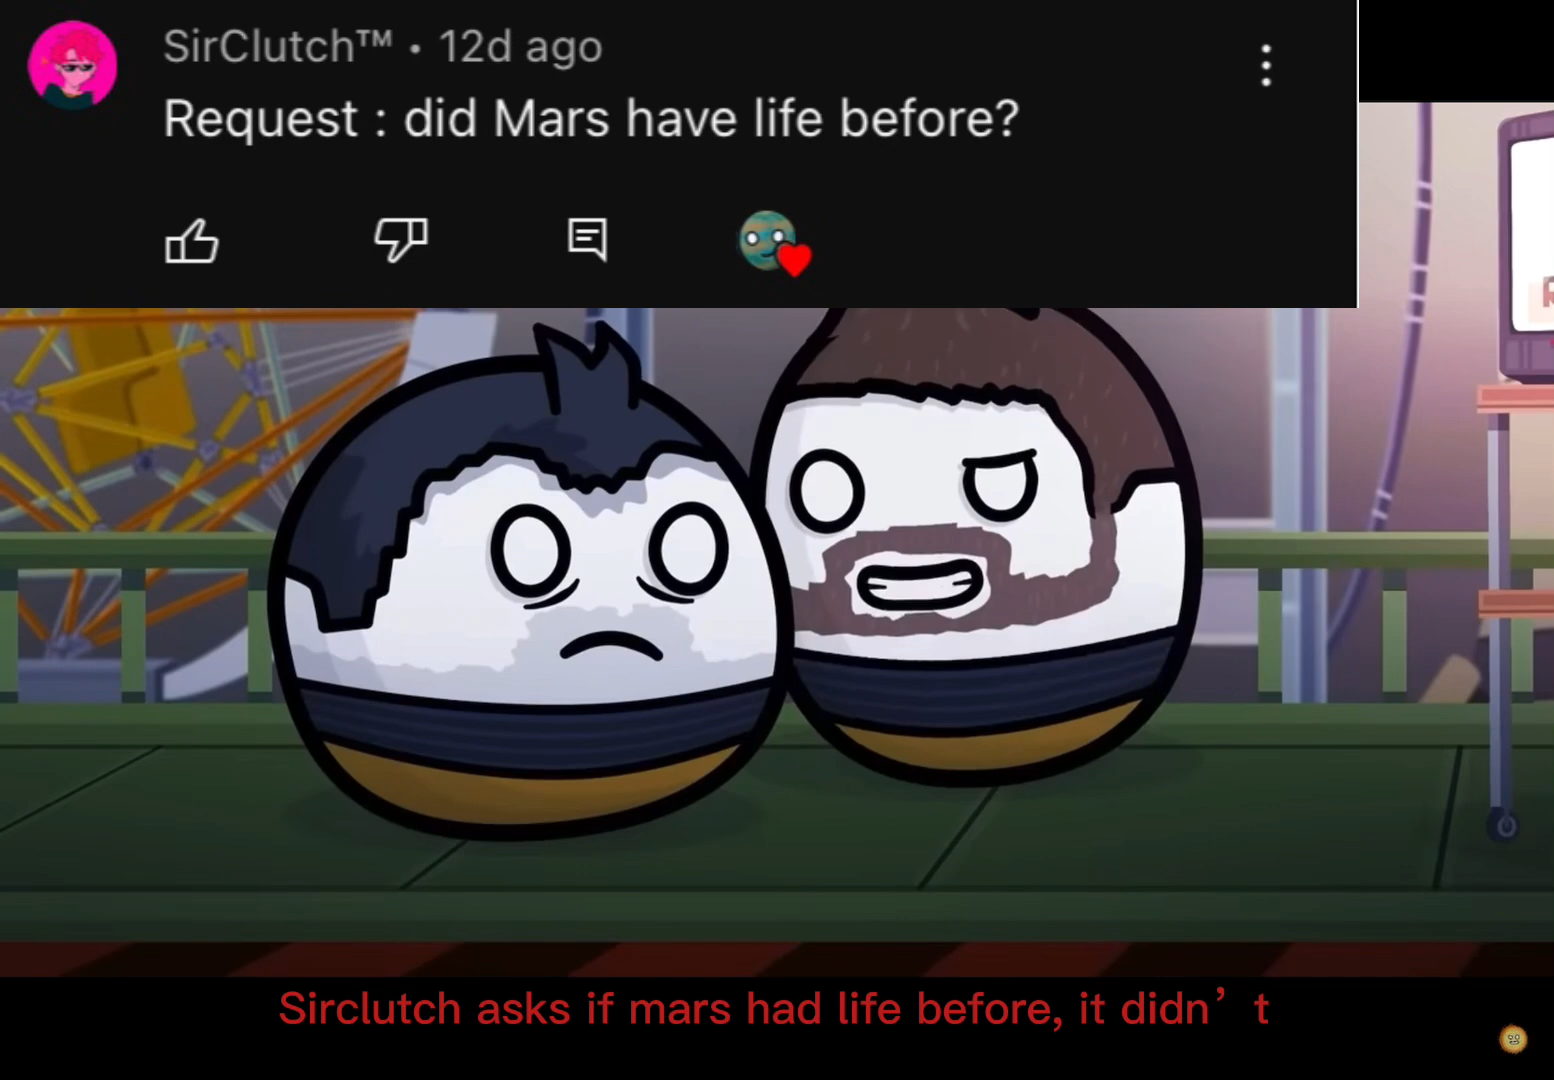 SirClutch™ • 12d ago
Request : did Mars have life before?
Sirclutch asks if mars had life before, it didn’t